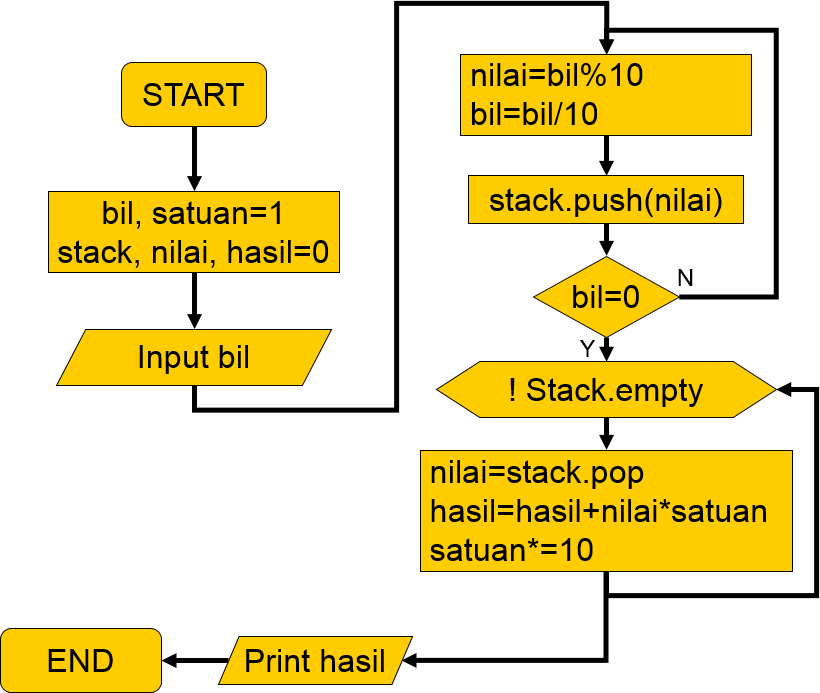 START
bil, satuan=1
stack, nilai, hasil=0
Input bil
nilai=bil%10
bil=bil/10
stack.push(nilai)
bil=0
N
Y
! Stack.empty
nilai=stack.pop
hasil=hasil+nilai*satuan
satuan*=10
Print hasil
END